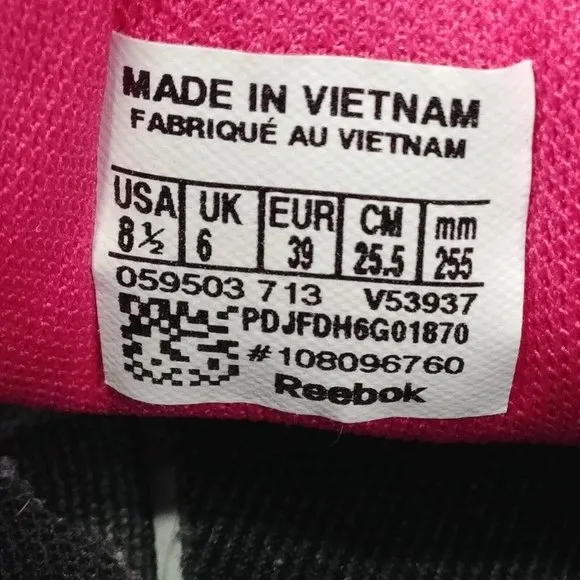 MADE IN VIETNAM
FABRIQUÉ AU VIETNAM
USA UK EUR CM mm
8½ 6 39 25.5 255
059503 713 V53937
PDJFDH6G01870
#108096760
Reebok